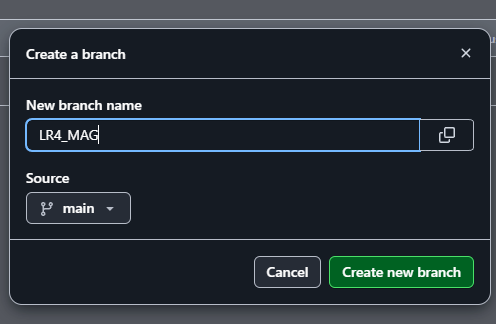 Create a branch
New branch name
LR4_MAG
Source
main
Cancel
Create new branch